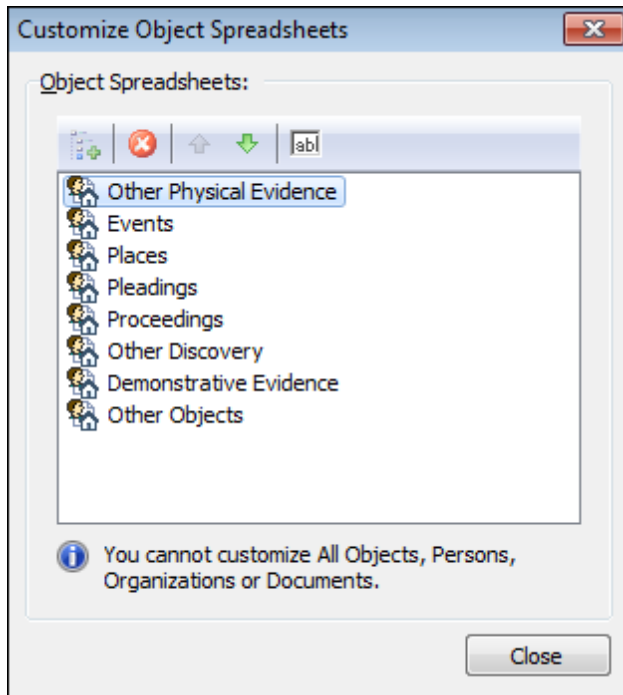 Customize Object Spreadsheets
Object Spreadsheets:
abl
Other Physical Evidence
Events
Places
Pleadings
Proceedings
Other Discovery
Demonstrative Evidence
Other Objects
You cannot customize All Objects, Persons,
Organizations or Documents.
Close